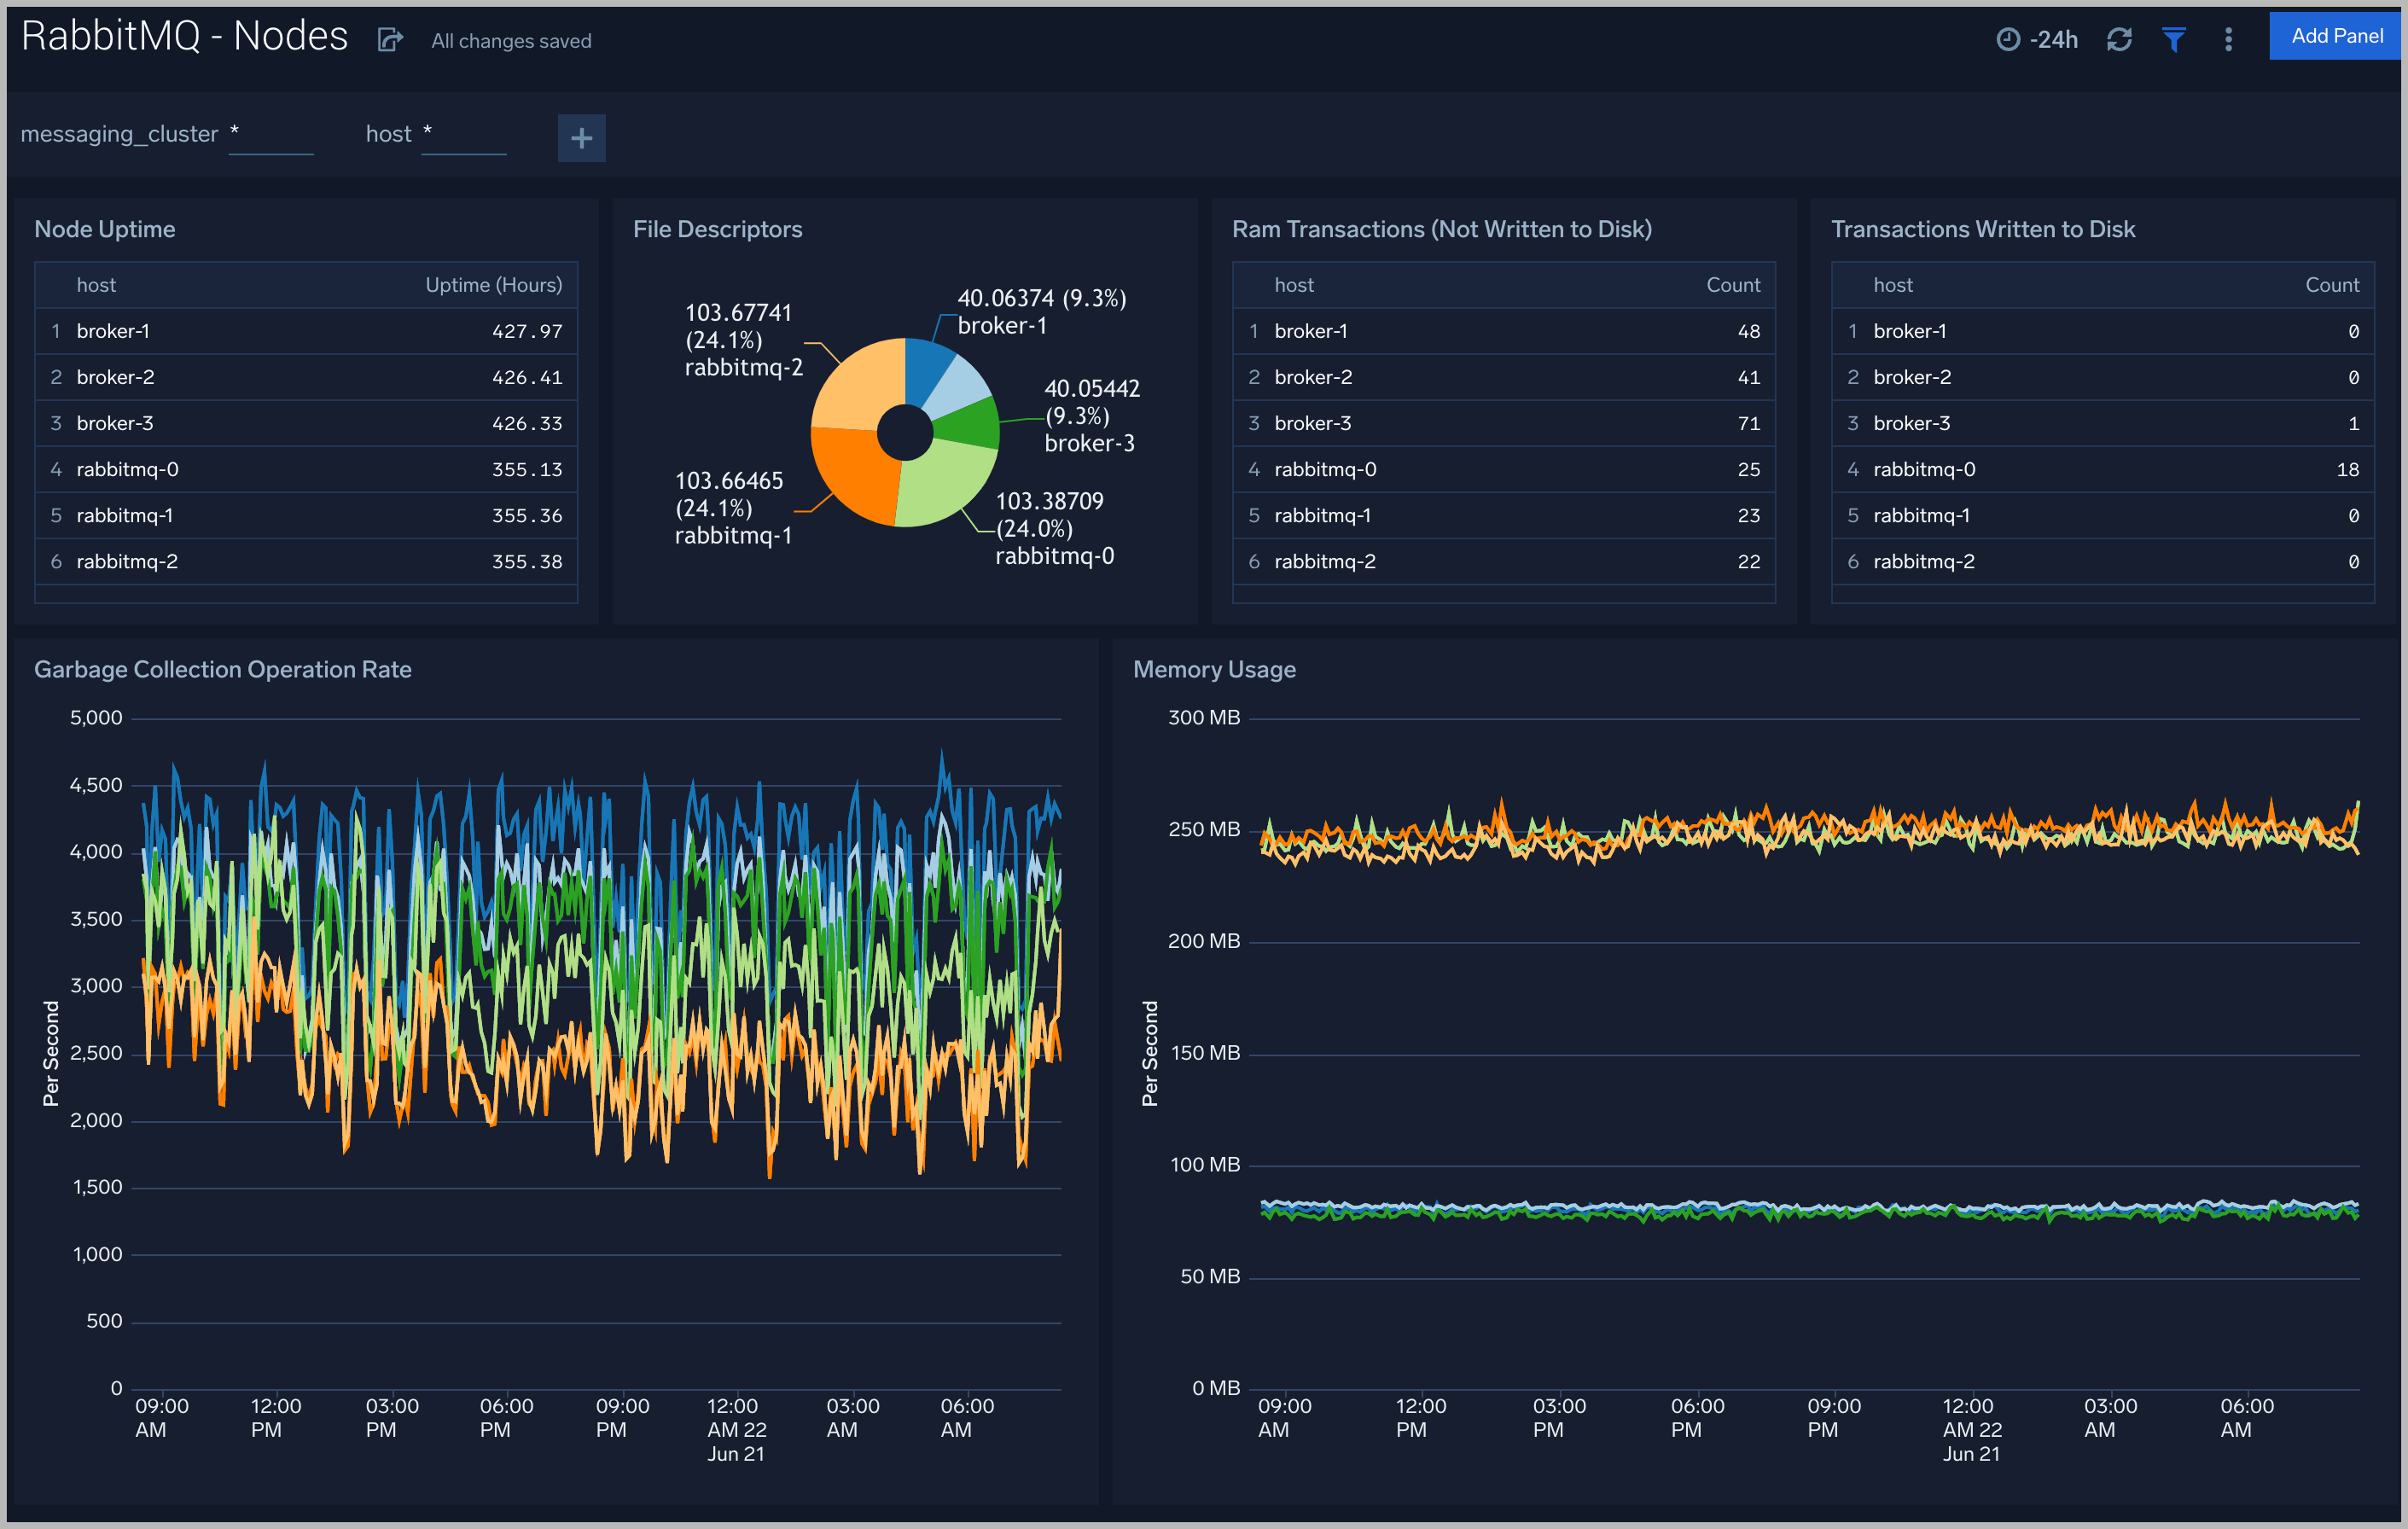 RabbitMQ - Nodes All changes saved -24h Add Panel
messaging_cluster * host * +
Node Uptime
host Uptime (Hours)
1 broker-1 427.97
2 broker-2 426.41
3 broker-3 426.33
4 rabbitmq-0 355.13
5 rabbitmq-1 355.36
6 rabbitmq-2 355.38
File Descriptors
103.67741
(24.1%)
rabbitmq-2
40.06374 (9.3%)
broker-1
40.05442
(9.3%)
broker-3
103.66465
(24.1%)
rabbitmq-1
103.38709
(24.0%)
rabbitmq-0
Ram Transactions (Not Written to Disk)
host Count
1 broker-1 48
2 broker-2 41
3 broker-3 71
4 rabbitmq-0 25
5 rabbitmq-1 23
6 rabbitmq-2 22
Transactions Written to Disk
host Count
1 broker-1 0
2 broker-2 0
3 broker-3 1
4 rabbitmq-0 18
5 rabbitmq-1 0
6 rabbitmq-2 0
Garbage Collection Operation Rate
Per Second
5,000
4,500
4,000
3,500
3,000
2,500
2,000
1,500
1,000
500
0
09:00 12:00 03:00 06:00 09:00 12:00 03:00 06:00
AM PM PM PM PM AM 22 AM AM
Jun 21
Memory Usage
Per Second
300 MB
250 MB
200 MB
150 MB
100 MB
50 MB
0 MB
09:00 12:00 03:00 06:00 09:00 12:00 03:00 06:00
AM PM PM PM PM AM 22 AM AM
Jun 21